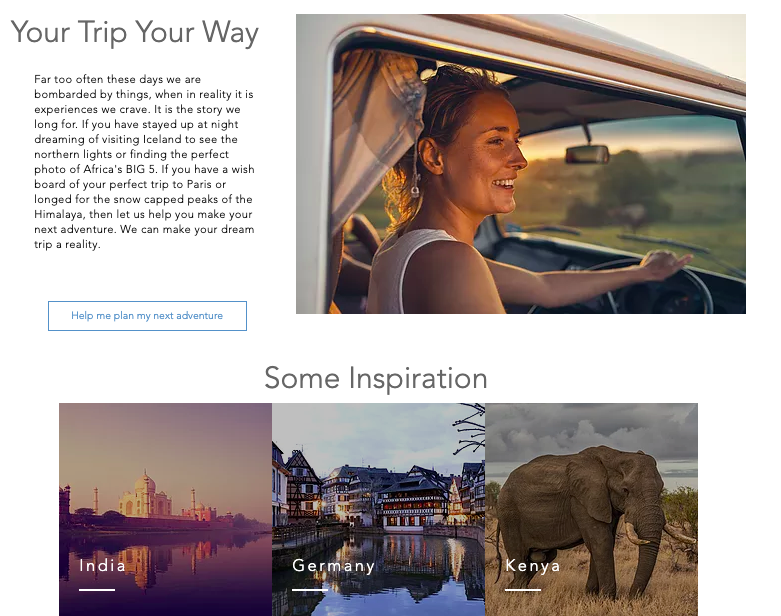 Your Trip Your Way
Far too often these days we are
bombarded by things, when in reality it is
experiences we crave. It is the story we
long for. If you have stayed up at night
dreaming of visiting Iceland to see the
northern lights or finding the perfect
photo of Africa's BIG 5. If you have a wish
board of your perfect trip to Paris or
longed for the snow capped peaks of the
Himalaya, then let us help you make your
next adventure. We can make your dream
trip a reality.
Help me plan my next adventure
Some Inspiration
India
Germany
Kenya